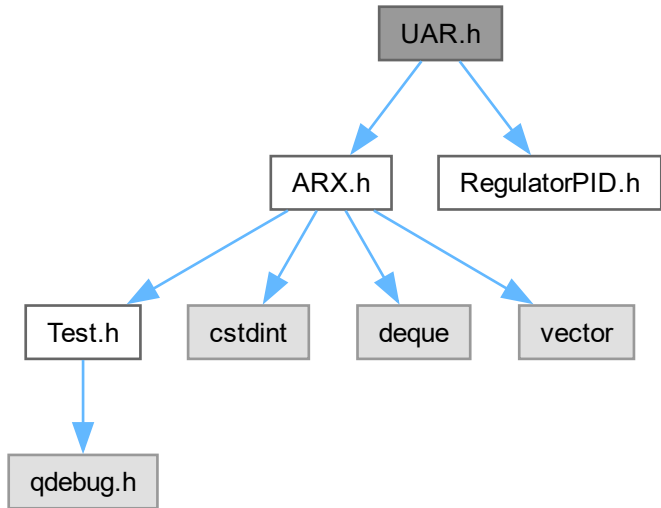 UAR.h
ARX.h
RegulatorPID.h
Test.h
cstdint
deque
vector
qdebug.h